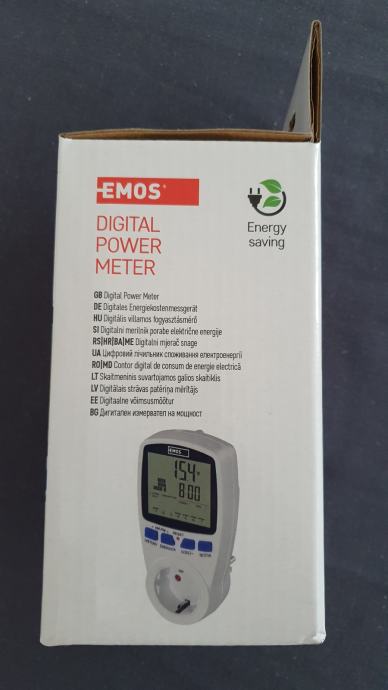 EMOS
DIGITAL
POWER
METER
Energy
saving
GB Digital Power Meter
DE Digitales Energiekostenmessgerät
HU Digitális villamos fogyasztásmérő
SI Digitalni merilnik porabe električne energije
RS|HR|BA|ME Digitalni mjerač snage
UA Цифровий лічильник споживання електроенергії
RO|MD Contor digital de consum de energie electrică
LT Skaitmeninis suvartojamos galios skaitiklis
LV Digitālais strāvas patēriņa mērītājs
EE Digitaalne võimsusmõõtur
BG Дигитален измервател на мощност
EMOS
154
8:00